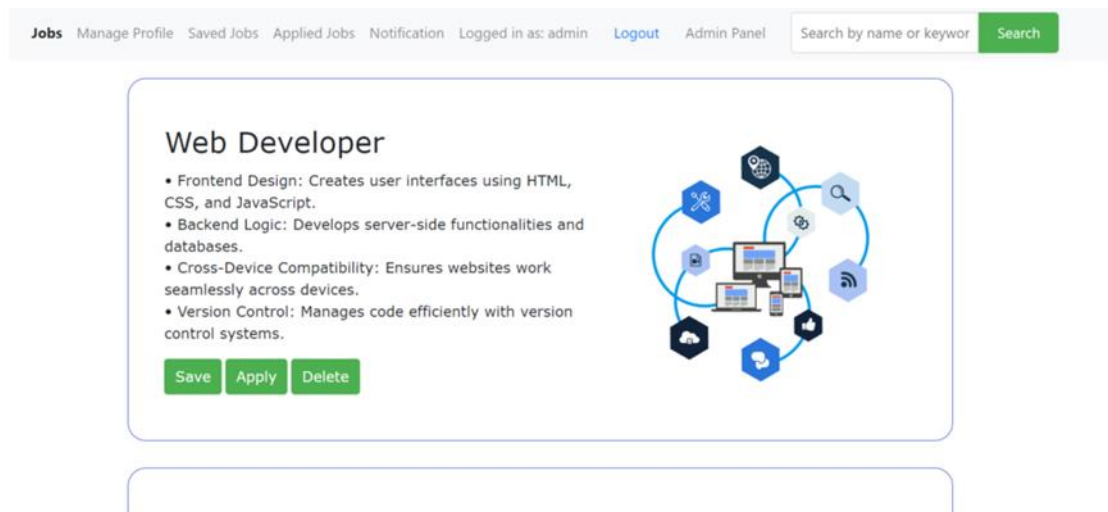 Jobs Manage Profile Saved Jobs Applied Jobs Notification Logged in as: admin Logout Admin Panel Search by name or keywor Search
Web Developer
• Frontend Design: Creates user interfaces using HTML,
CSS, and JavaScript.
• Backend Logic: Develops server-side functionalities and
databases.
• Cross-Device Compatibility: Ensures websites work
seamlessly across devices.
• Version Control: Manages code efficiently with version
control systems.
Save Apply Delete